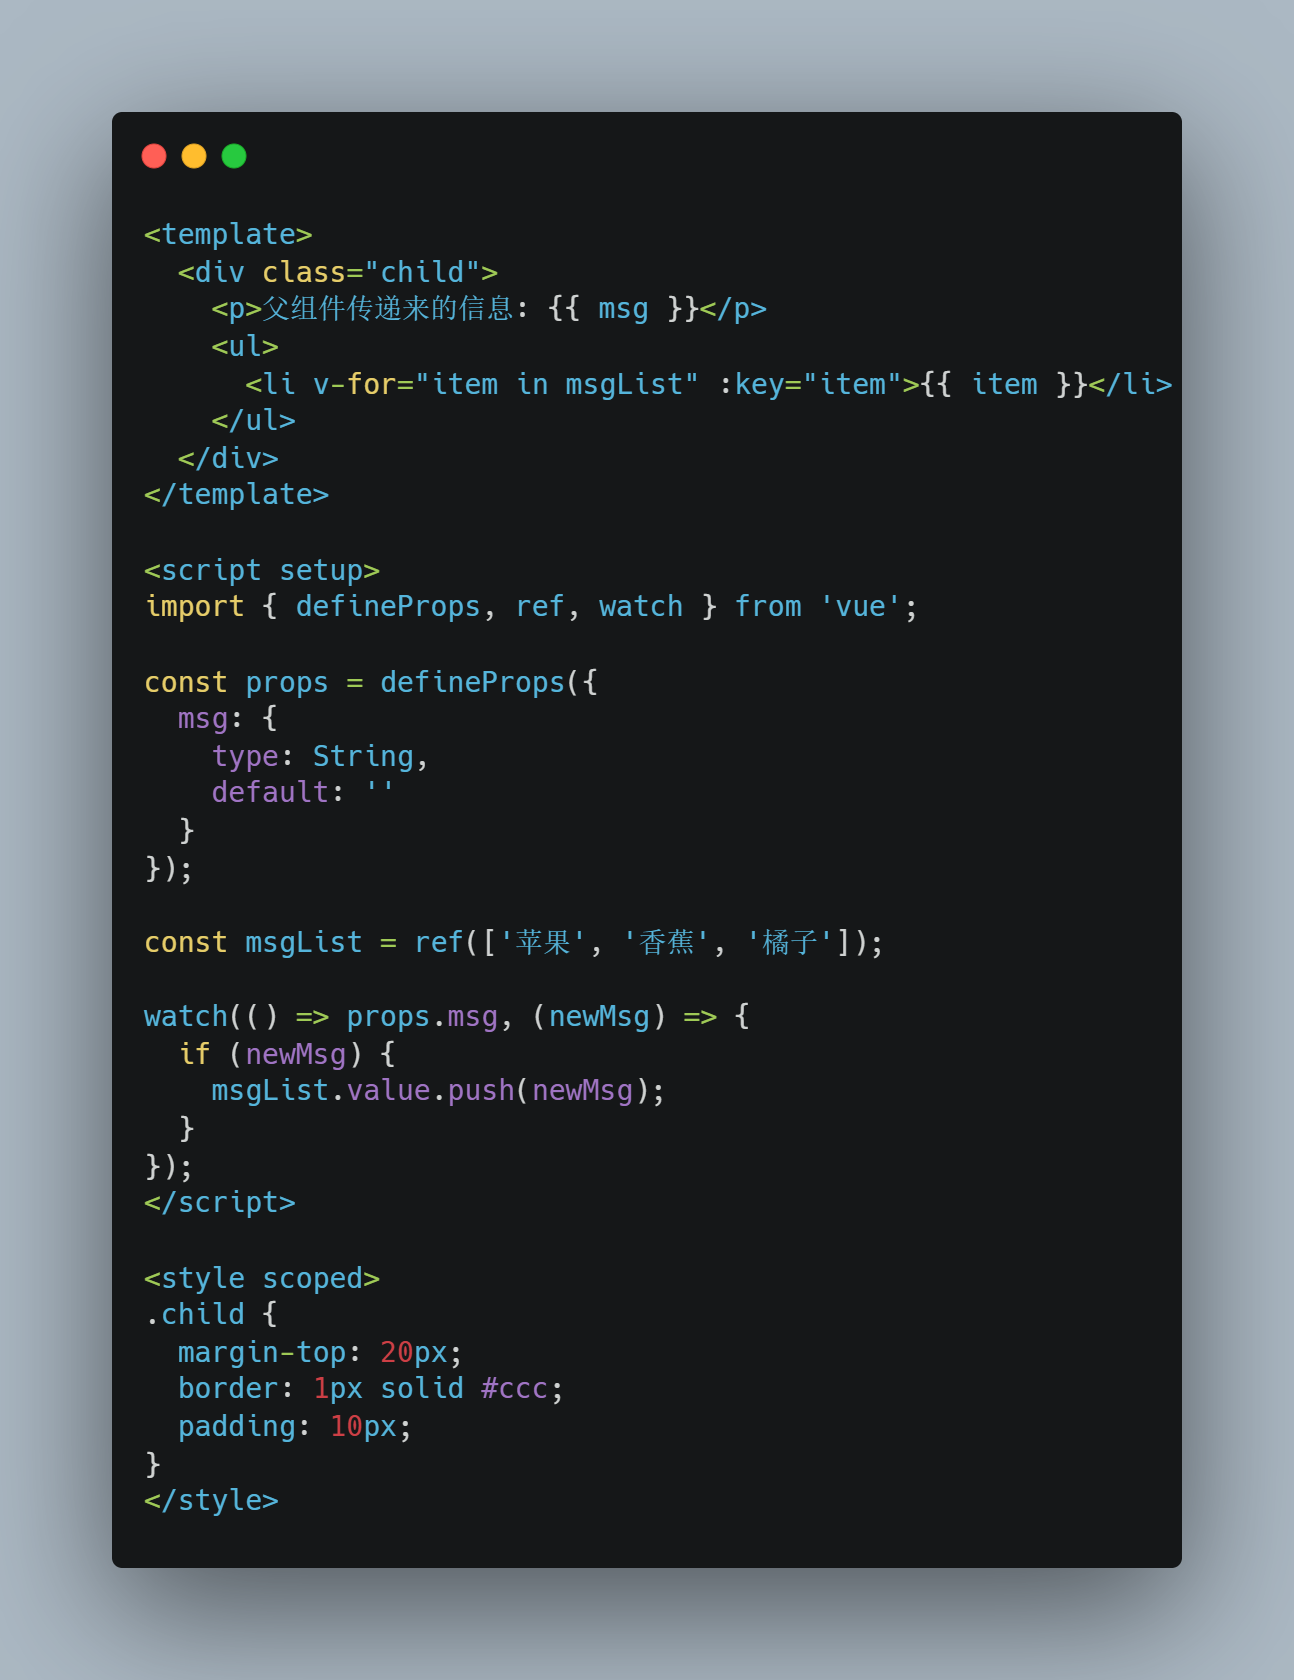 <template>
  <div class="child">
    <p>父组件传递来的信息: {{ msg }}</p>
    <ul>
      <li v-for="item in msgList" :key="item">{{ item }}</li>
    </ul>
  </div>
</template>

<script setup>
import { defineProps, ref, watch } from 'vue';

const props = defineProps({
  msg: {
    type: String,
    default: ''
  }
});

const msgList = ref(['苹果', '香蕉', '橘子']);

watch(() => props.msg, (newMsg) => {
  if (newMsg) {
    msgList.value.push(newMsg);
  }
});
</script>

<style scoped>
.child {
  margin-top: 20px;
  border: 1px solid #ccc;
  padding: 10px;
}
</style>